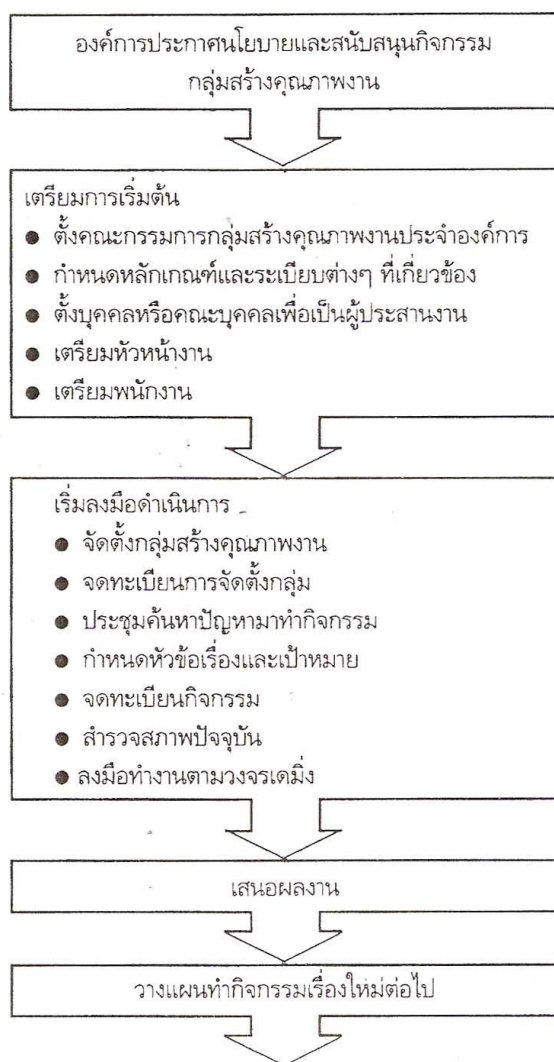 องค์การประกาศนโยบายและสนับสนุนกิจกรรม
กลุ่มสร้างคุณภาพงาน
เตรียมการเริ่มต้น
● ตั้งคณะกรรมการกลุ่มสร้างคุณภาพงานประจำองค์การ
● กำหนดหลักเกณฑ์และระเบียบต่างๆ ที่เกี่ยวข้อง
● ตั้งบุคคลหรือคณะบุคคลเพื่อเป็นผู้ประสานงาน
● เตรียมหัวหน้างาน
● เตรียมพนักงาน
เริ่มลงมือดำเนินการ
● จัดตั้งกลุ่มสร้างคุณภาพงาน
● จดทะเบียนการจัดตั้งกลุ่ม
● ประชุมค้นหาปัญหามาทำกิจกรรม
● กำหนดหัวข้อเรื่องและเป้าหมาย
● จดทะเบียนกิจกรรม
● สำรวจสภาพปัจจุบัน
● ลงมือทำงานตามวงจรเดมิ่ง
เสนอผลงาน
วางแผนทำกิจกรรมเรื่องใหม่ต่อไป